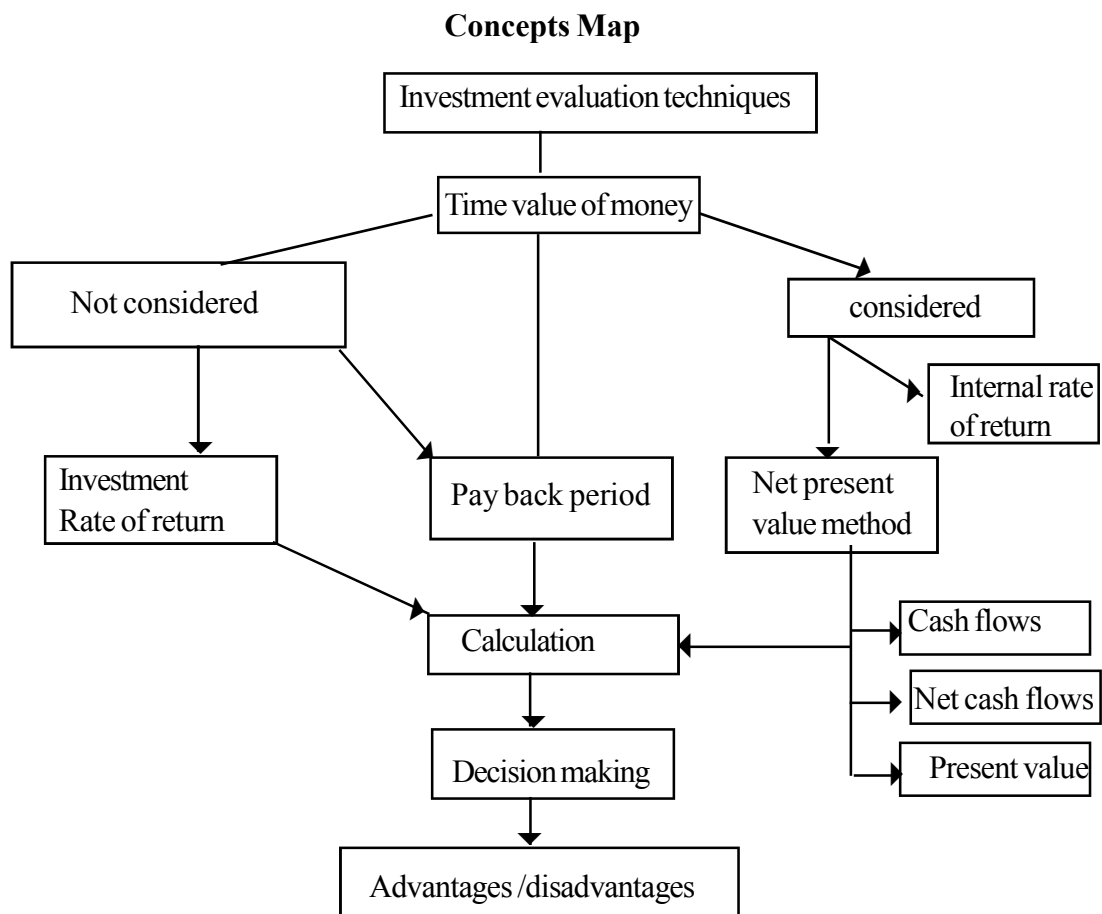 Concepts Map
Investment evaluation techniques
Time value of money
Not considered
considered
Internal rate
of return
Investment
Rate of return
Pay back period
Net present
value method
Calculation
Cash flows
Net cash flows
Decision making
Present value
Advantages /disadvantages